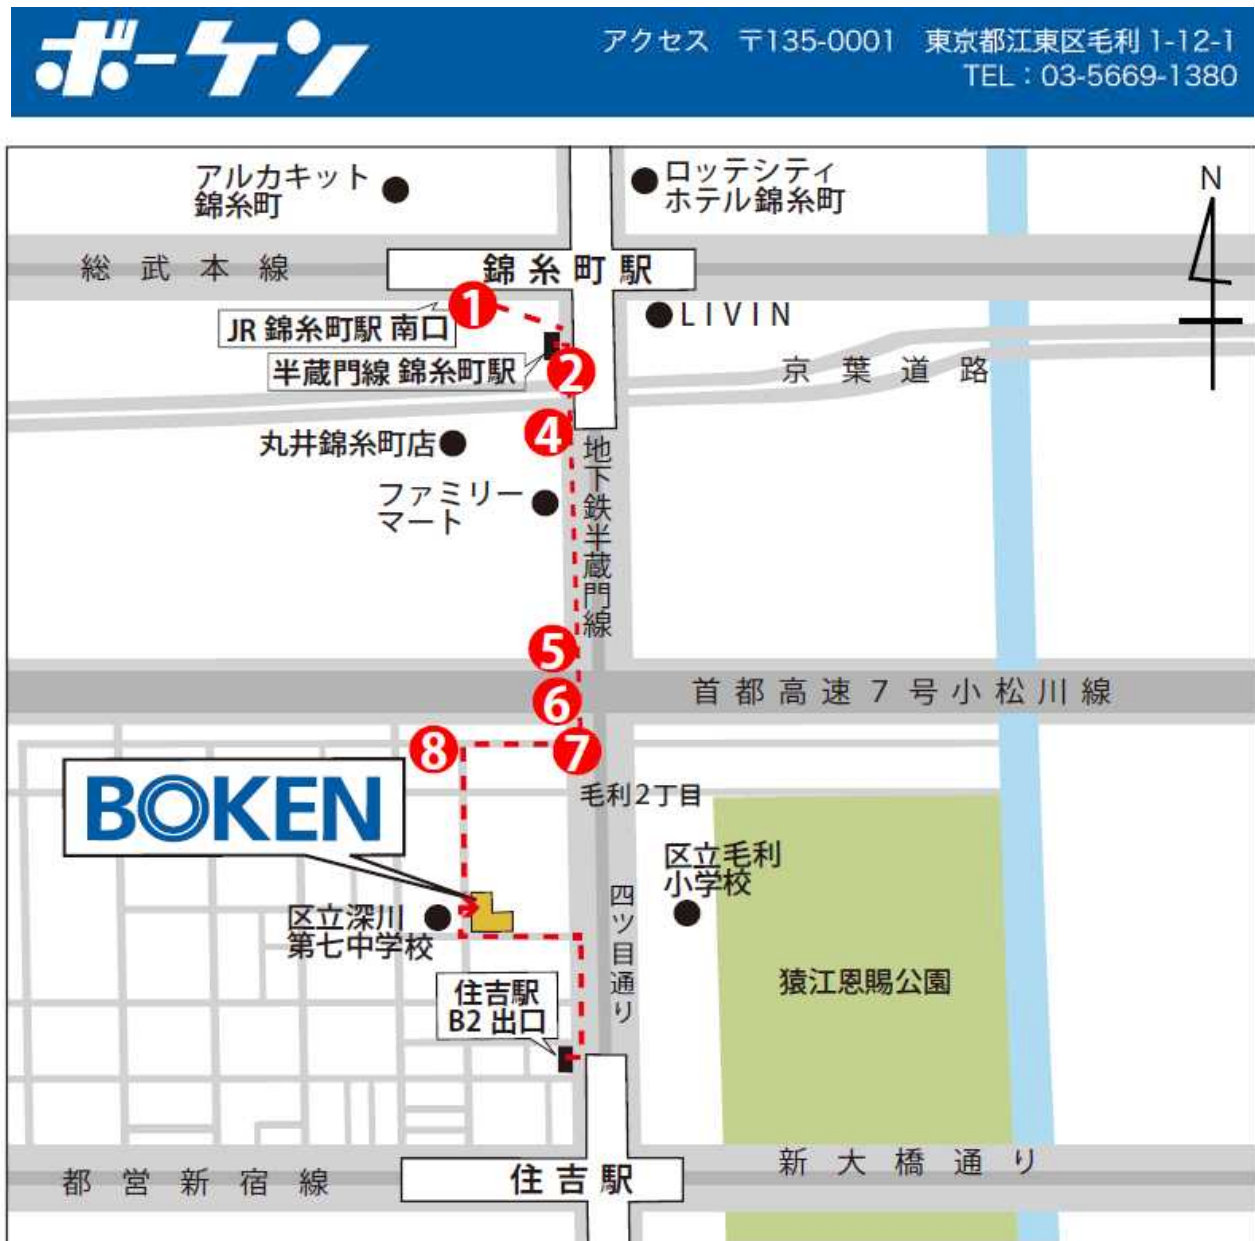 ボーケン
アクセス 〒135-0001 東京都江東区毛利 1-12-1
TEL：03-5669-1380
アルカキット
錦糸町
ロッテシティ
ホテル錦糸町
N
総武本線
錦糸町駅
1
JR 錦糸町駅 南口
LIVIN
半蔵門線 錦糸町駅
2
京葉道路
4
丸井錦糸町店
地下鉄半蔵門線
ファミリー
マート
5
6
首都高速7号小松川線
8
7
BOKEN
毛利2丁目
区立毛利
小学校
四ツ目通り
区立深川
第七中学校
猿江恩賜公園
住吉駅
B2 出口
新大橋通り
都営新宿線
住吉駅